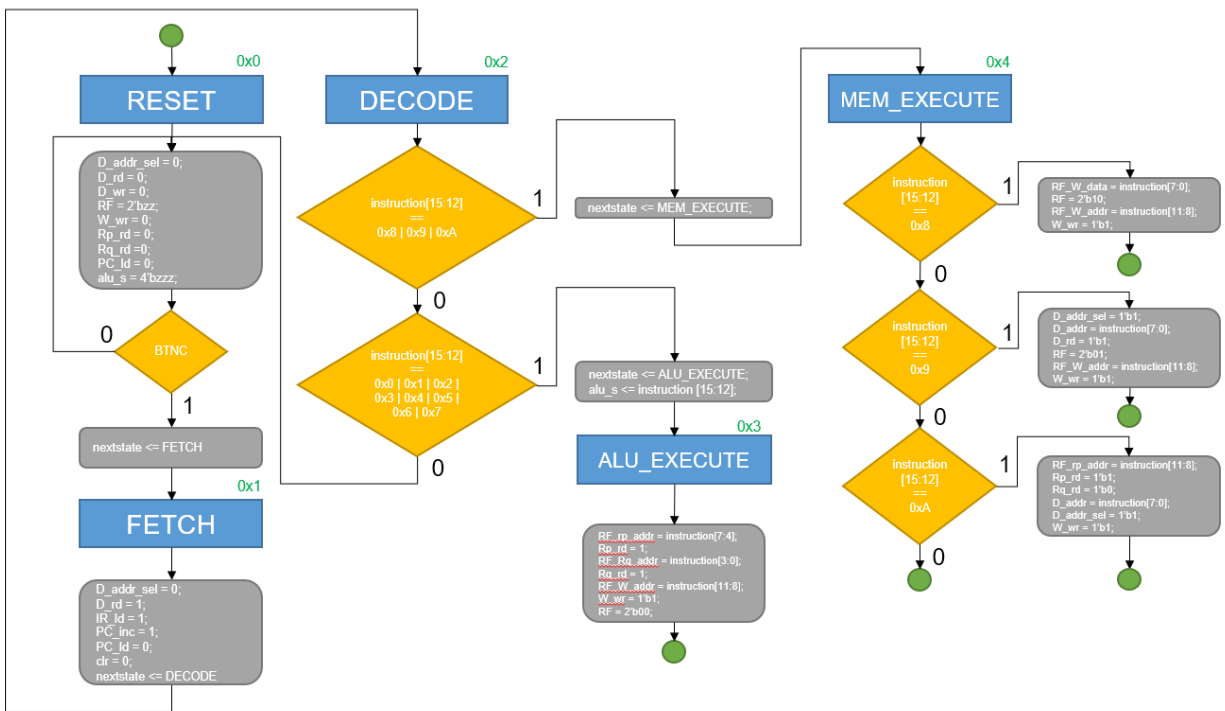 0x0
RESET
D_addr_sel = 0;
D_rd = 0;
D_wr = 0;
RF = 2'bzz;
W_wr = 0;
Rp_rd = 0;
Rq_rd =0;
PC_ld = 0;
alu_s = 4'bzzz;
0
BTNC
1
nextstate <= FETCH
0x1
FETCH
D_addr_sel = 0;
D_rd = 1;
IR_ld = 1;
PC_inc = 1;
PC_ld = 0;
clr = 0;
nextstate <= DECODE
0x2
DECODE
instruction[15:12]
==
0x8 | 0x9 | 0xA
1
nextstate <= MEM_EXECUTE;
0
instruction[15:12]
==
0x0 | 0x1 | 0x2 |
0x3 | 0x4 | 0x5 |
0x6 | 0x7
1
0
nextstate <= ALU_EXECUTE;
alu_s <= instruction [15:12];
0x3
ALU_EXECUTE
RF_rp_addr = instruction[7:4];
Rp_rd = 1;
RF_Rq_addr = instruction[3:0];
Rq_rd = 1;
RF_W_addr = instruction[11:8];
W_wr = 1'b1;
RF = 2'b00;
0x4
MEM_EXECUTE
instruction
[15:12]
==
0x8
1
RF_W_data = instruction[7:0];
RF = 2'b10;
RF_W_addr = instruction[11:8];
W_wr = 1'b1;
0
instruction
[15:12]
==
0x9
1
D_addr_sel = 1'b1;
D_addr = instruction[7:0];
D_rd = 1'b1;
RF = 2'b01;
RF_W_addr = instruction[11:8];
W_wr = 1'b1;
0
instruction
[15:12]
==
0xA
1
RF_rp_addr = instruction[11:8];
Rp_rd = 1'b1;
Rq_rd = 1'b0;
D_addr = instruction[7:0];
D_addr_sel = 1'b1;
W_wr = 1'b1;
0